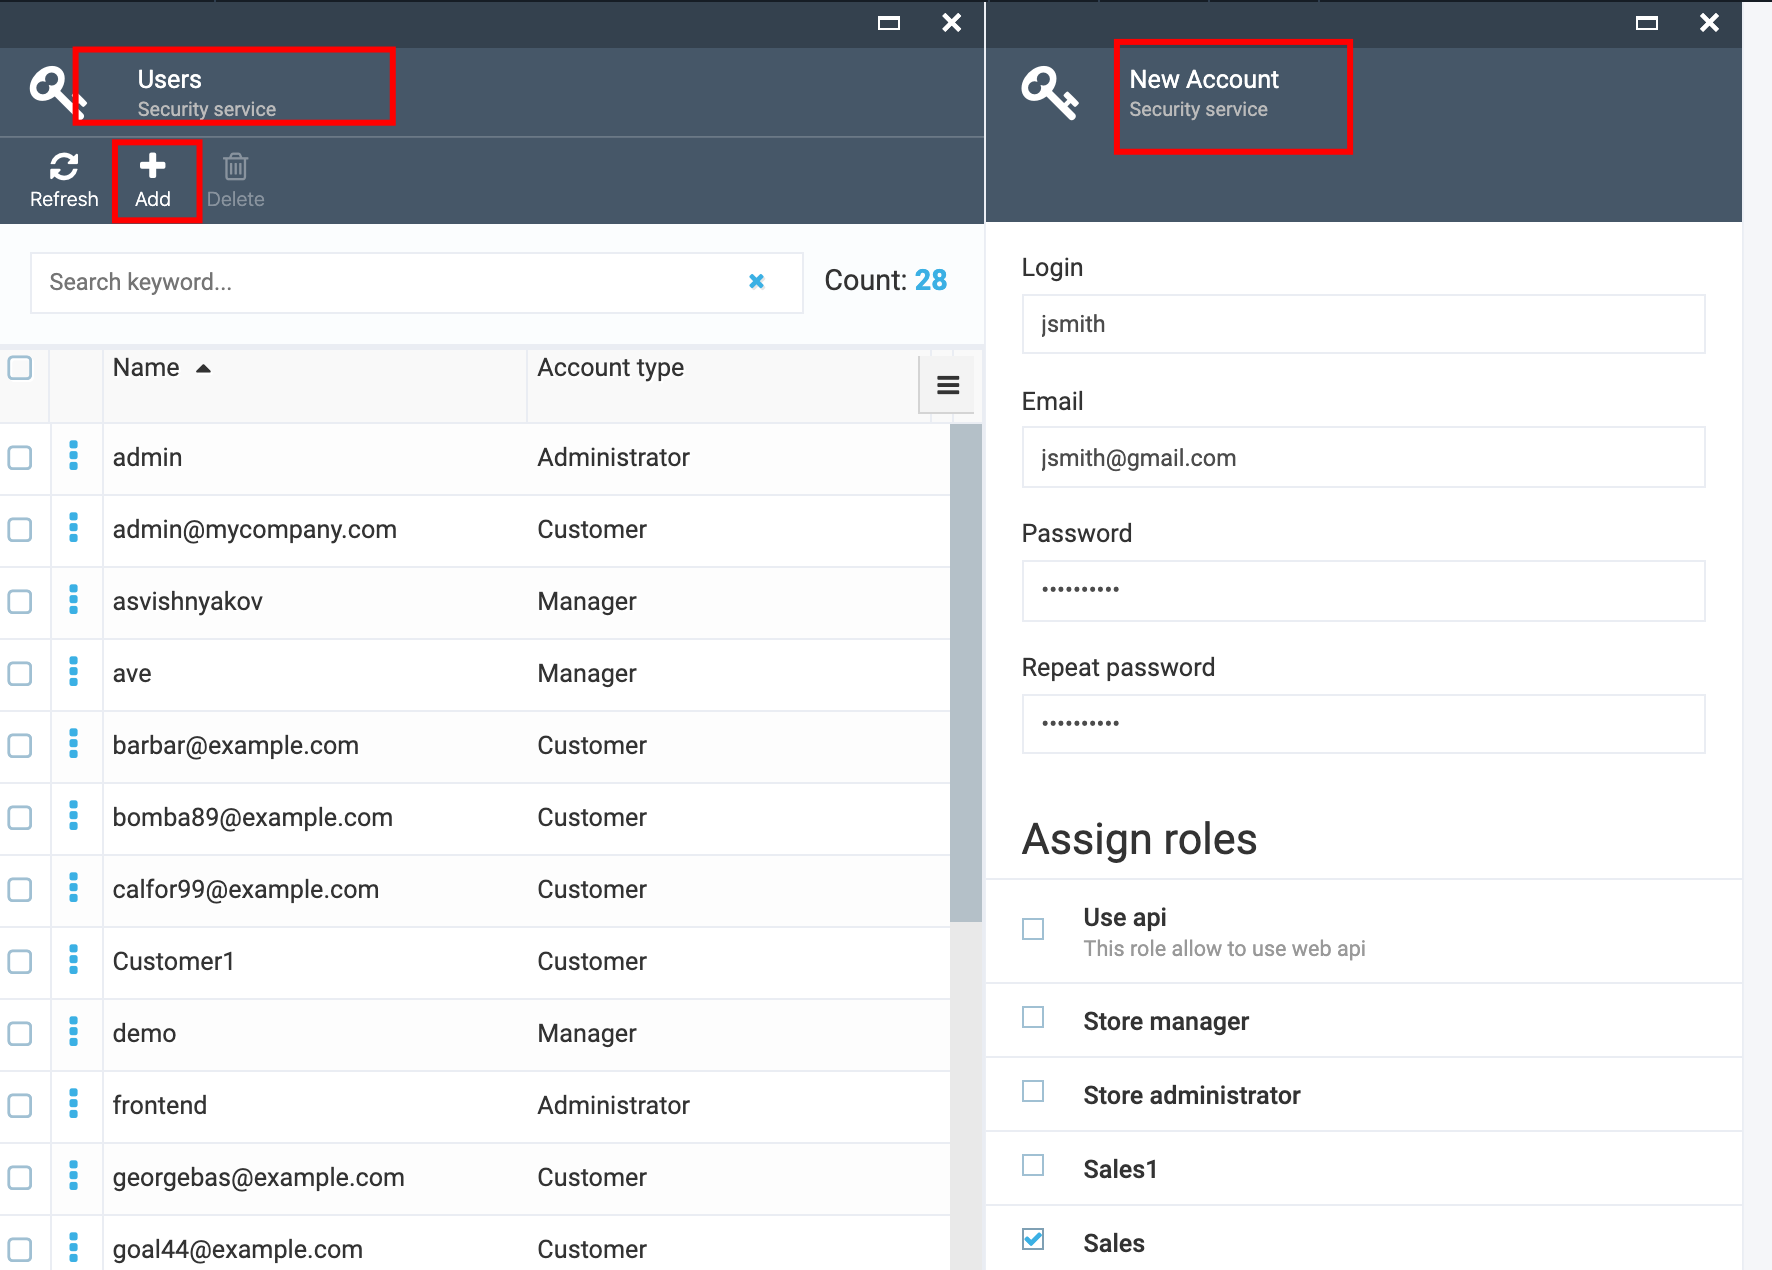 Users
Security service
Refresh
Add
Delete
Search keyword...
Count: 28
Name
Account type
admin
Administrator
admin@mycompany.com
Customer
asvishnyakov
Manager
ave
Manager
barbar@example.com
Customer
bomba89@example.com
Customer
calfor99@example.com
Customer
Customer1
Customer
demo
Manager
frontend
Administrator
georgebas@example.com
Customer
goal44@example.com
Customer
New Account
Security service
Login
jsmith
Email
jsmith@gmail.com
Password
••••••••••
Repeat password
••••••••••
Assign roles
Use api
This role allow to use web api
Store manager
Store administrator
Sales1
Sales